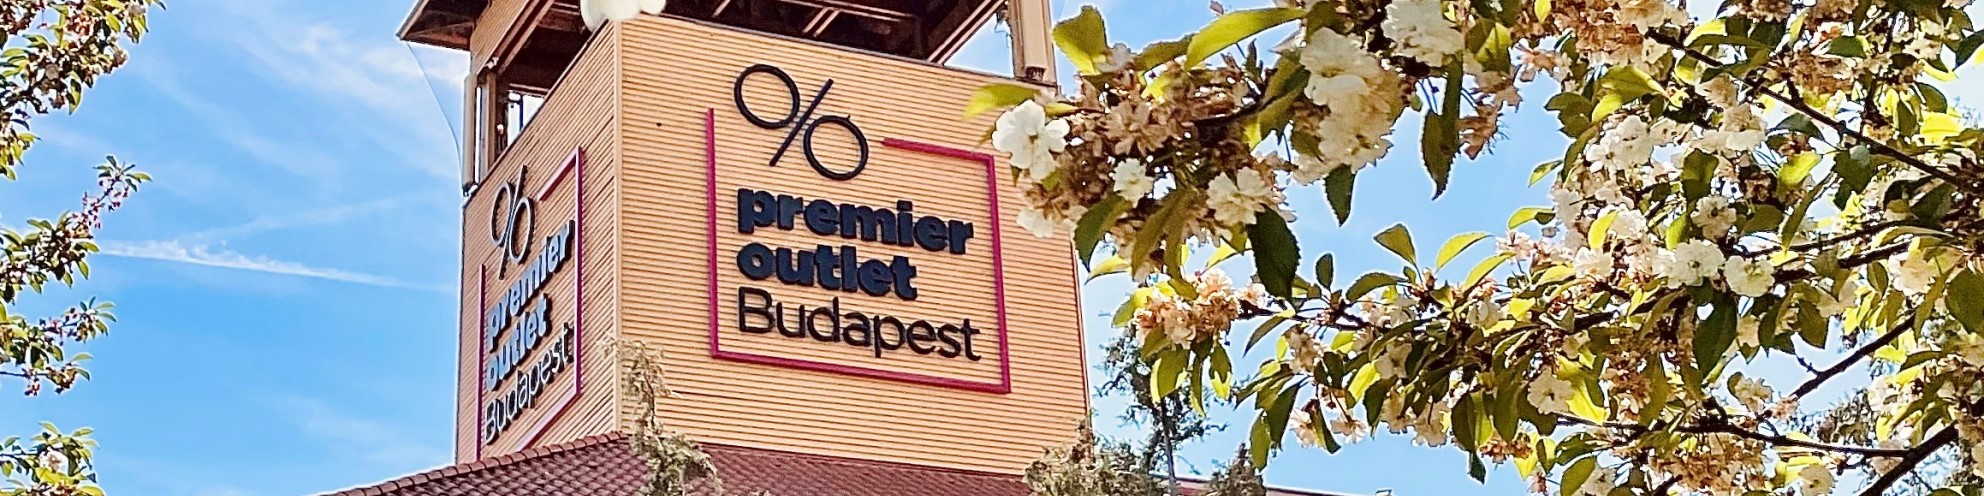 %
premier
outlet
Budapest
%
premier
outlet
Budapest